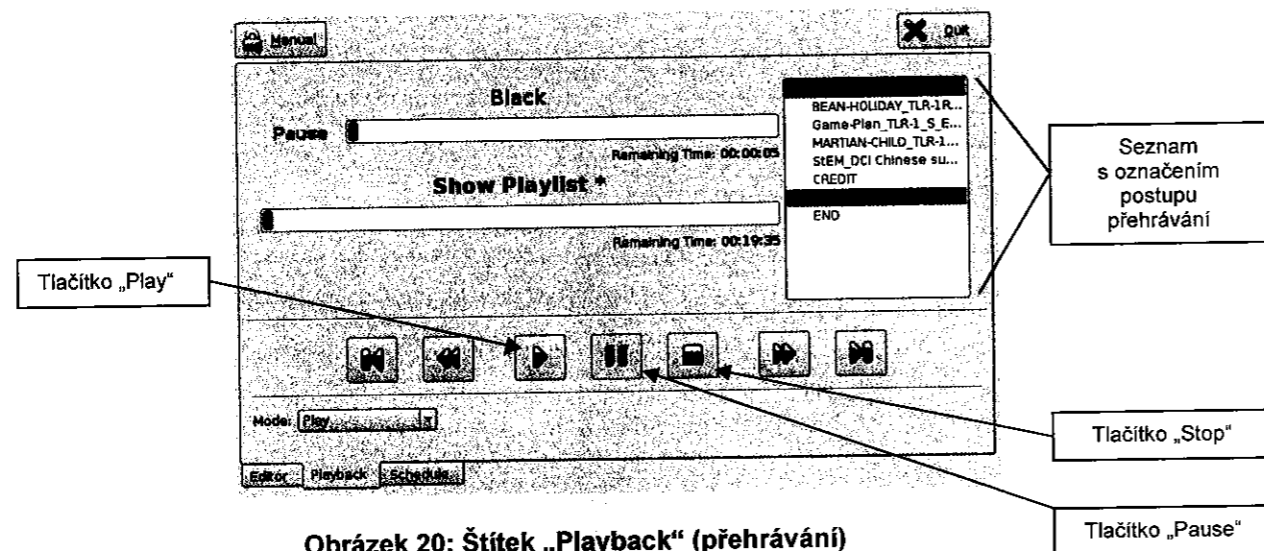 Manual
Quit
Black
Pause
Remaining Time: 00:00:05
Show Playlist *
Remaining Time: 00:19:35
BEAN-HOLIDAY_TLR-1R...
Game-Plan_TLR-1_S_E...
MARTIAN-CHILD_TLR-1...
StEM_DCI Chinese su...
CREDIT
END
Seznam
s označením
postupu
přehrávání
Tlačítko „Play“
Mode: Play
Tlačítko „Stop“
Editor Playback Schedule
Tlačítko „Pause“
Obrázek 20: Štítek „Playback“ (přehrávání)